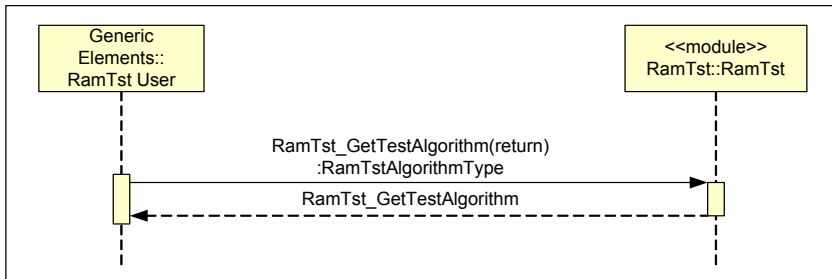 Generic
Elements::
RamTst User
<<module>>
RamTst::RamTst
RamTst_GetTestAlgorithm(return)
:RamTstAlgorithmType
RamTst_GetTestAlgorithm